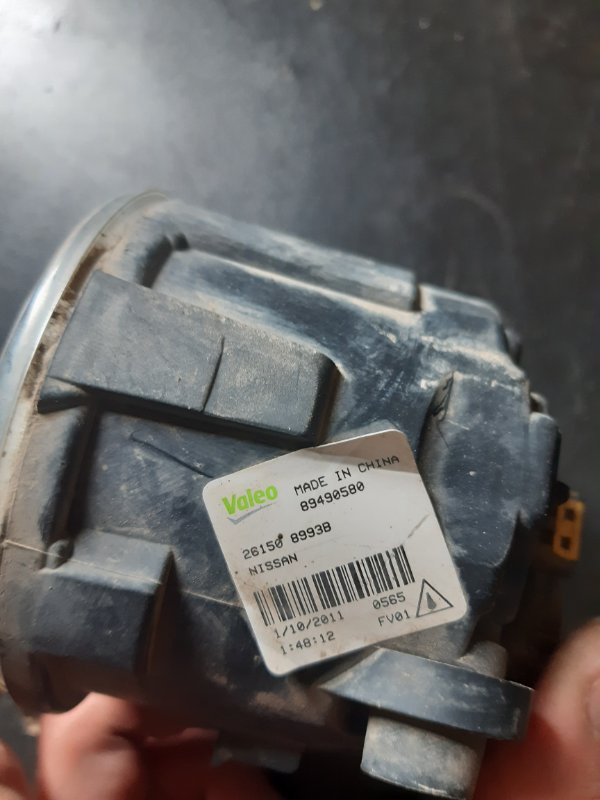 Valeo MADE IN CHINA
89490580
26150 8993B
NISSAN
1/10/2011 0565
1:48:12 FV01